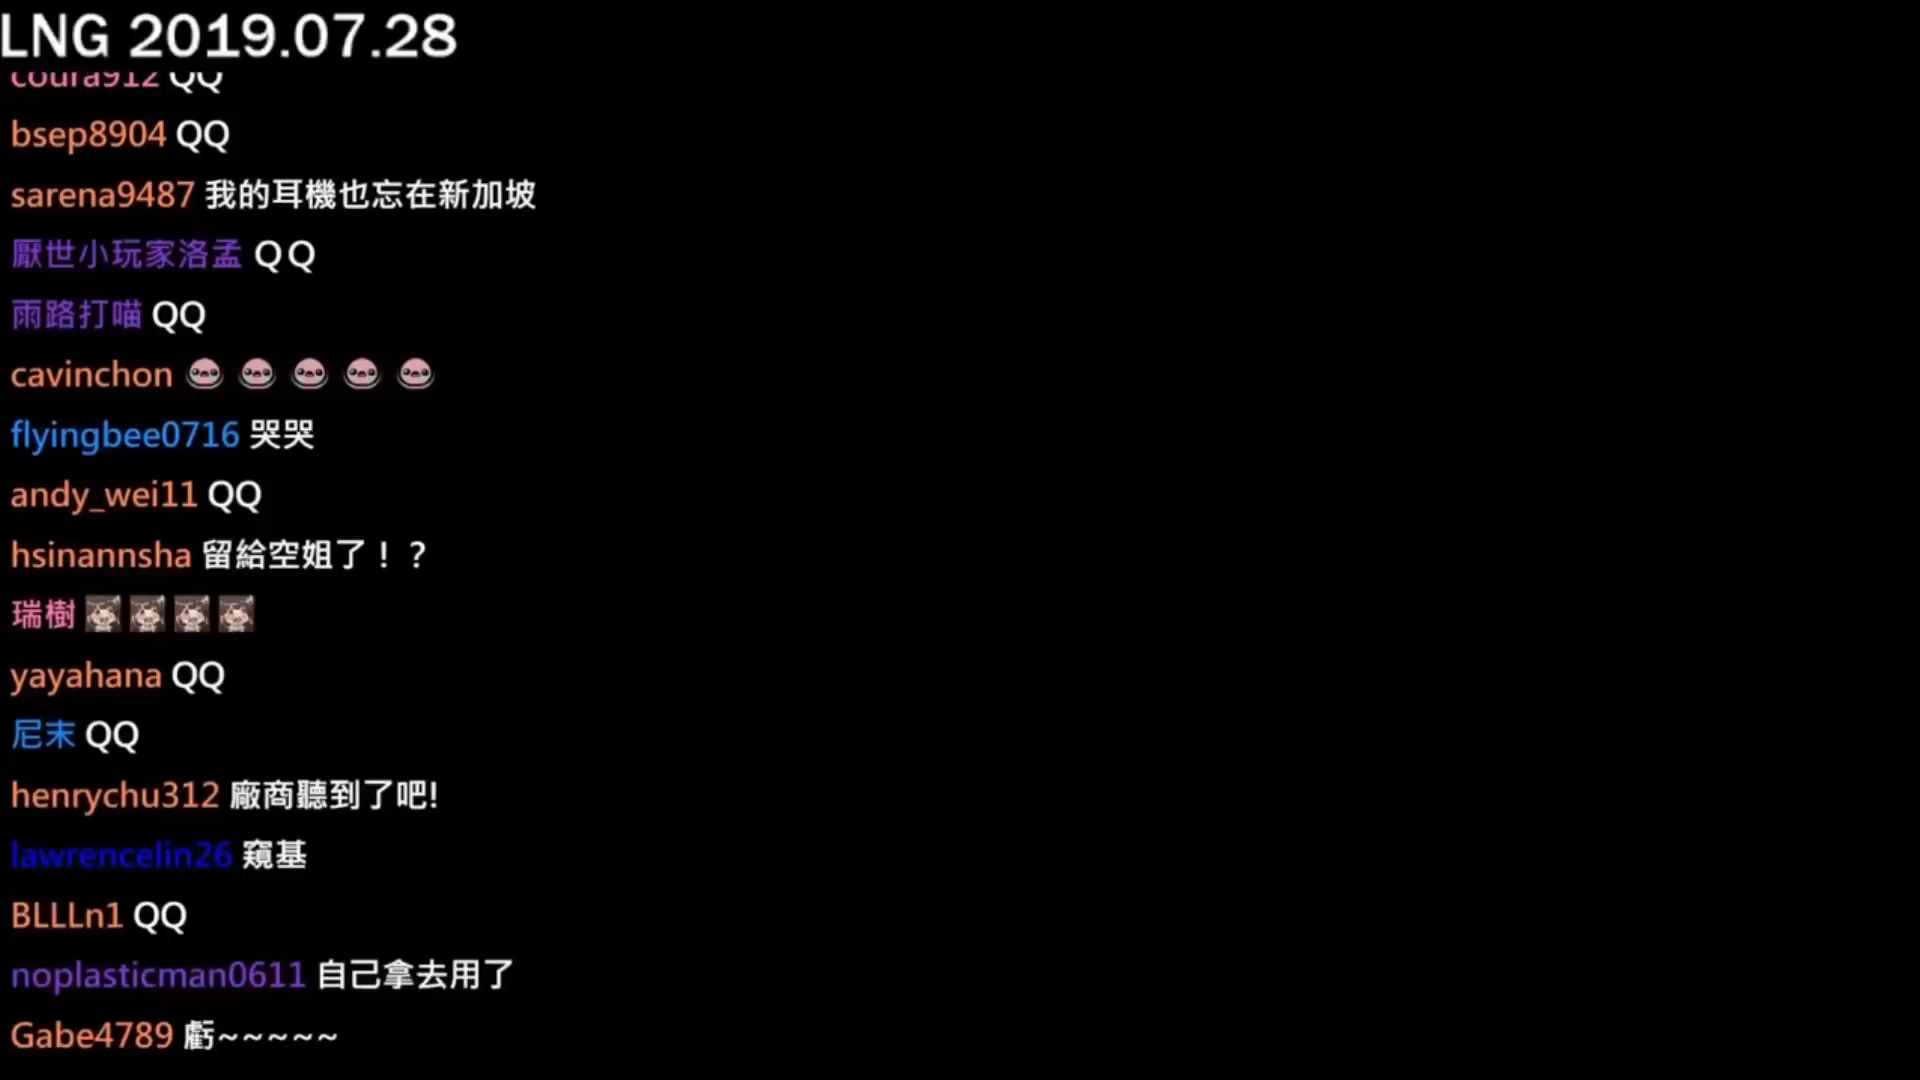 LNG 2019.07.28
coura912 QQ
bsep8904 QQ
sarena9487 我的耳機也忘在新加坡
厭世小玩家洛孟 ＱＱ
雨路打喵 QQ
cavinchon
flyingbee0716 哭哭
andy_wei11 QQ
hsinannsha 留給空姐了！？
瑞樹
yayahana QQ
尼末 QQ
henrychu312 廠商聽到了吧!
lawrencelin26 窺基
BLLLn1 QQ
noplasticman0611 自己拿去用了
Gabe4789 虧~~~~~